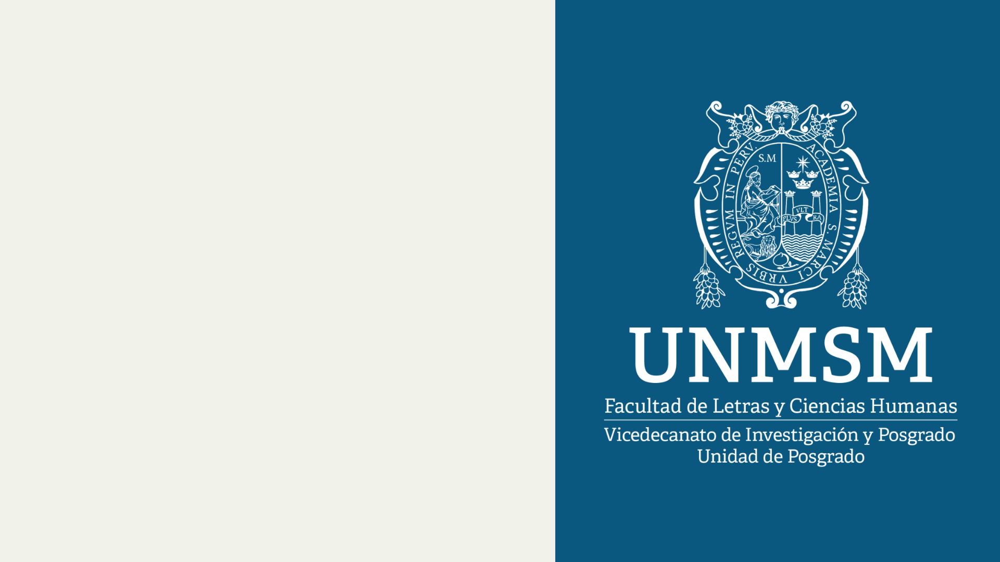 S.M
ACADEMIA S. MARCI VRBIS REGVM IN PERV.
PLVS VLT RA
UNMSM
Facultad de Letras y Ciencias Humanas
Vicedecanato de Investigación y Posgrado
Unidad de Posgrado